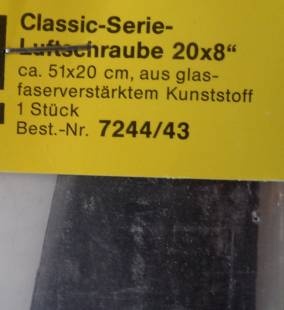 Classic-Serie-
Luftschraube 20x8“
ca. 51x20 cm, aus glas-
faserverstärktem Kunststoff
1 Stück
Best.-Nr. 7244/43